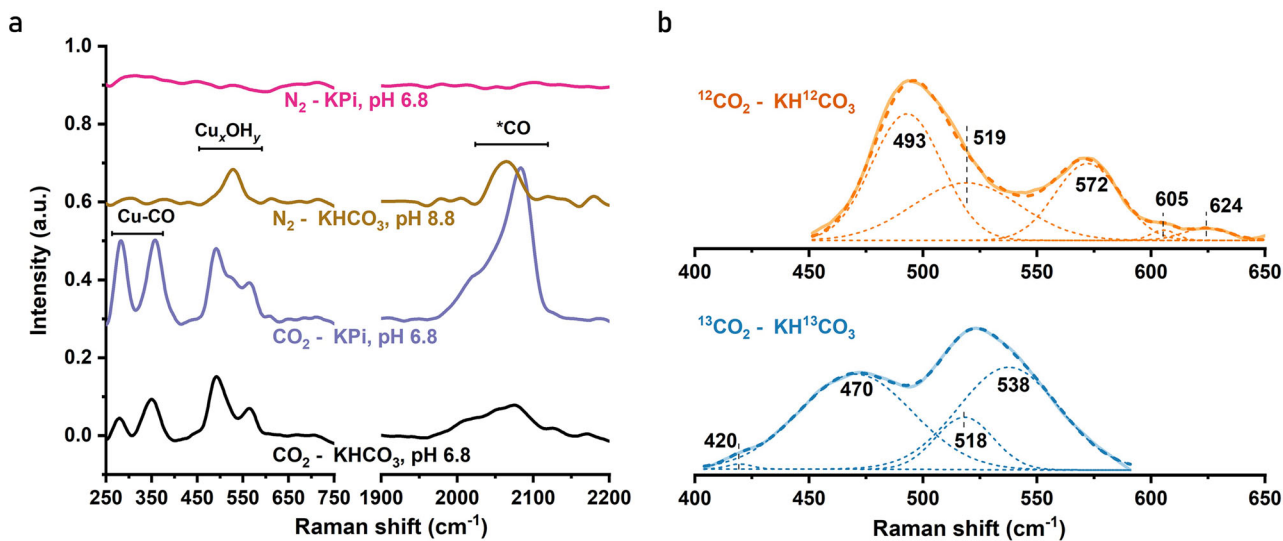 a
1.0
0.8
0.6
0.4
0.2
0.0
Intensity (a.u.)
N₂ - KPi, pH 6.8
CuₓOHᵧ
*CO
N₂ - KHCO₃, pH 8.8
Cu-CO
CO₂ - KPi, pH 6.8
CO₂ - KHCO₃, pH 6.8
250 350 450 550 650 750 1900 2000 2100 2200
Raman shift (cm⁻¹)
b
¹²CO₂ - KH¹²CO₃
493
519
572
605
624
400 450 500 550 600 650
¹³CO₂ - KH¹³CO₃
420
470
518
538
400 450 500 550 600 650
Raman shift (cm⁻¹)